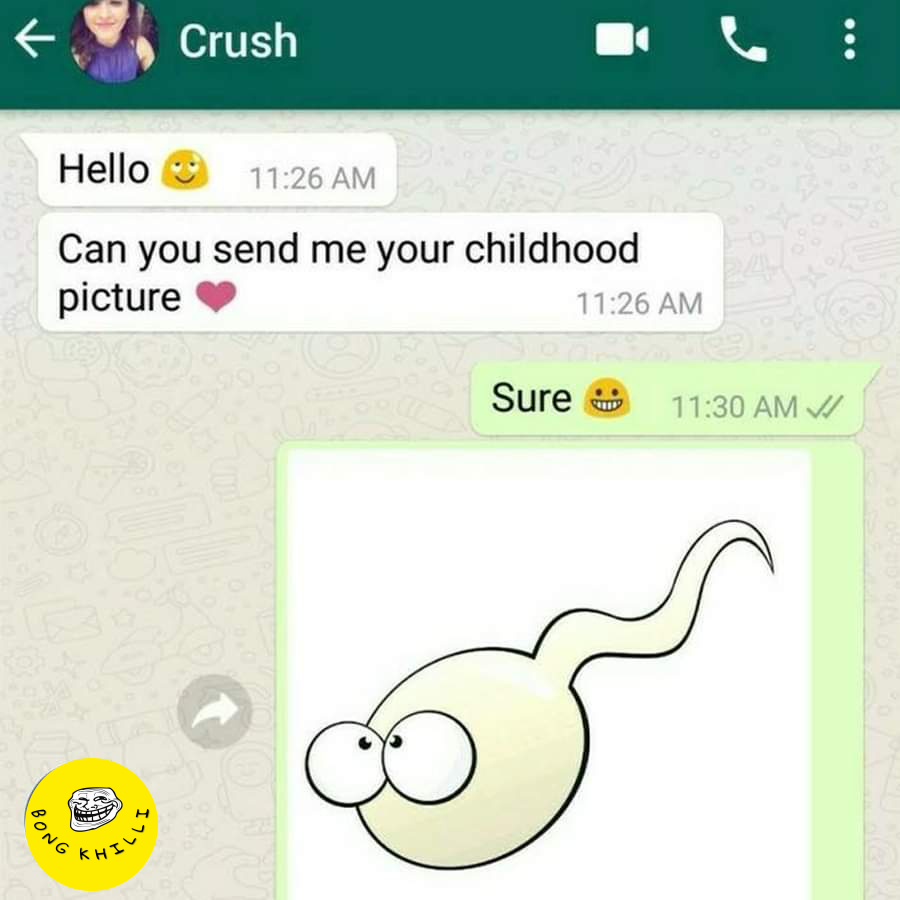 Crush
Hello 😌 11:26 AM
Can you send me your childhood
picture ❤ 11:26 AM
Sure 😀 11:30 AM
BONG KHILLI